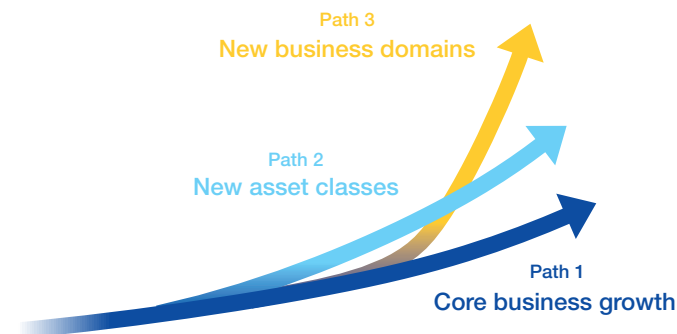 Path 3
New business domains
Path 2
New asset classes
Path 1
Core business growth